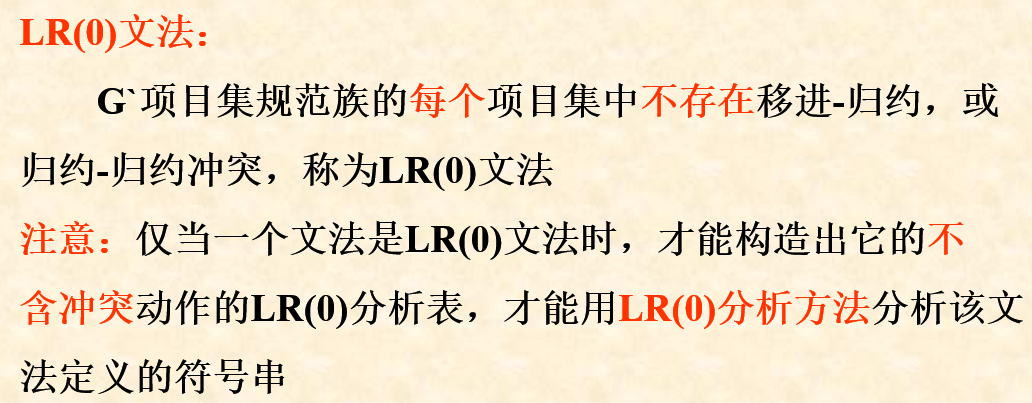 LR(0)文法：
G`项目集规范族的每个项目集中不存在移进-归约，或
归约-归约冲突，称为LR(0)文法
注意：仅当一个文法是LR(0)文法时，才能构造出它的不
含冲突动作的LR(0)分析表，才能用LR(0)分析方法分析该文
法定义的符号串